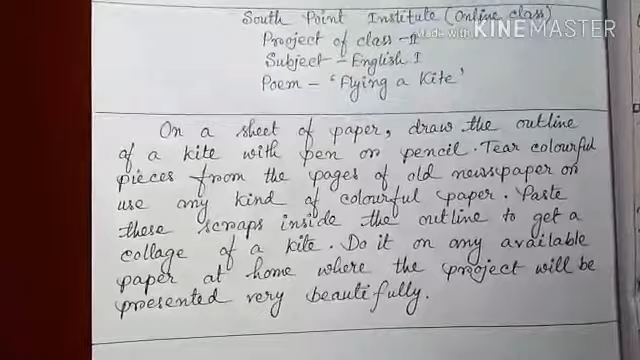 South Point Institute (Online class)
Project of class - II
Made with KINEMASTER
Subject - English I
Poem - 'Flying a Kite'
On a sheet of paper, draw the outline
of a kite with pen or pencil. Tear colourful
pieces from the pages of old newspaper or
use any kind of colourful paper. Paste
these scraps inside the outline to get a
collage of a kite. Do it on any available
paper at home where the project will be
presented very beautifully.